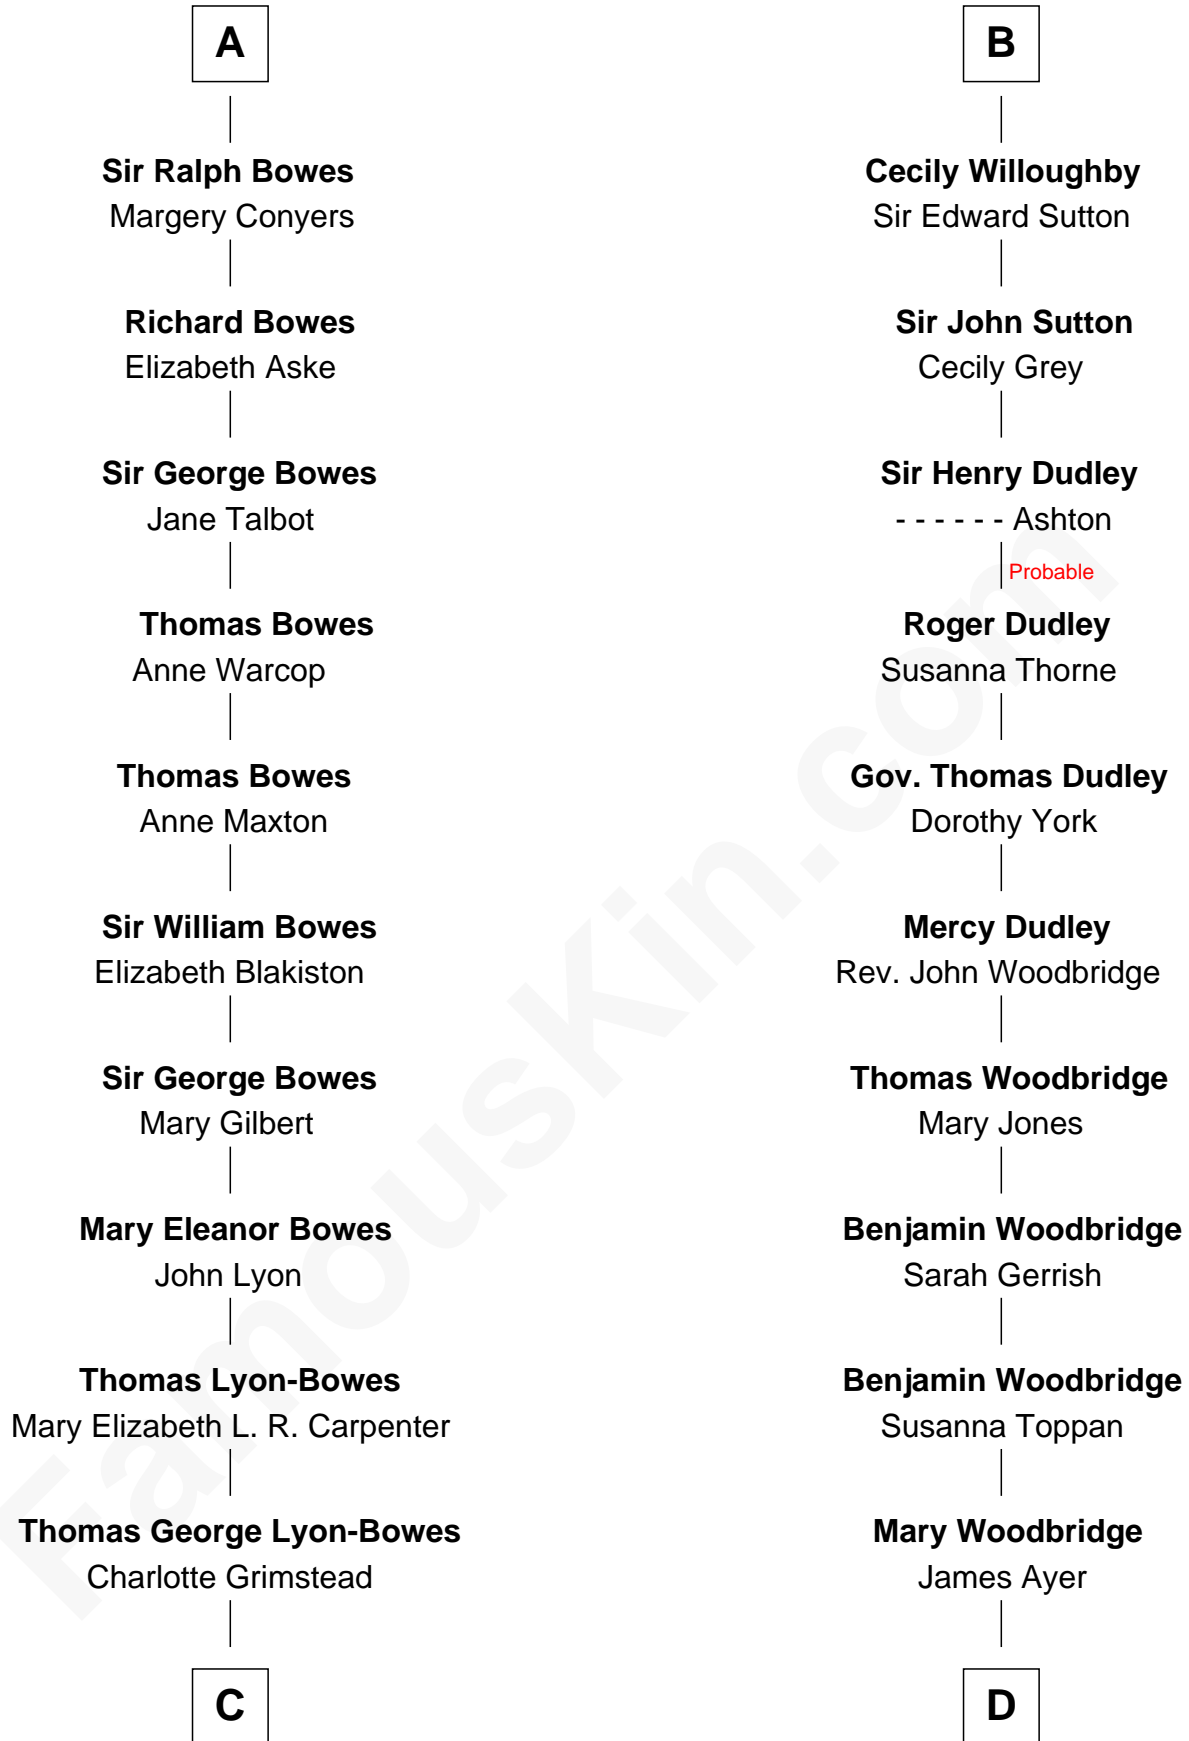 A
Sir Ralph Bowes
Margery Conyers
Richard Bowes
Elizabeth Aske
Sir George Bowes
Jane Talbot
Thomas Bowes
Anne Warcop
Thomas Bowes
Anne Maxton
Sir William Bowes
Elizabeth Blakiston
Sir George Bowes
Mary Gilbert
Mary Eleanor Bowes
John Lyon
Thomas Lyon-Bowes
Mary Elizabeth L. R. Carpenter
Thomas George Lyon-Bowes
Charlotte Grimstead
C
B
Cecily Willoughby
Sir Edward Sutton
Sir John Sutton
Cecily Grey
Sir Henry Dudley
- - - - - - Ashton
Probable
Roger Dudley
Susanna Thorne
Gov. Thomas Dudley
Dorothy York
Mercy Dudley
Rev. John Woodbridge
Thomas Woodbridge
Mary Jones
Benjamin Woodbridge
Sarah Gerrish
Benjamin Woodbridge
Susanna Toppan
Mary Woodbridge
James Ayer
D
FamousKin.com